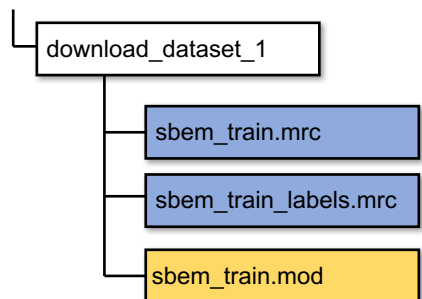 download_dataset_1
sbem_train.mrc
sbem_train_labels.mrc
sbem_train.mod